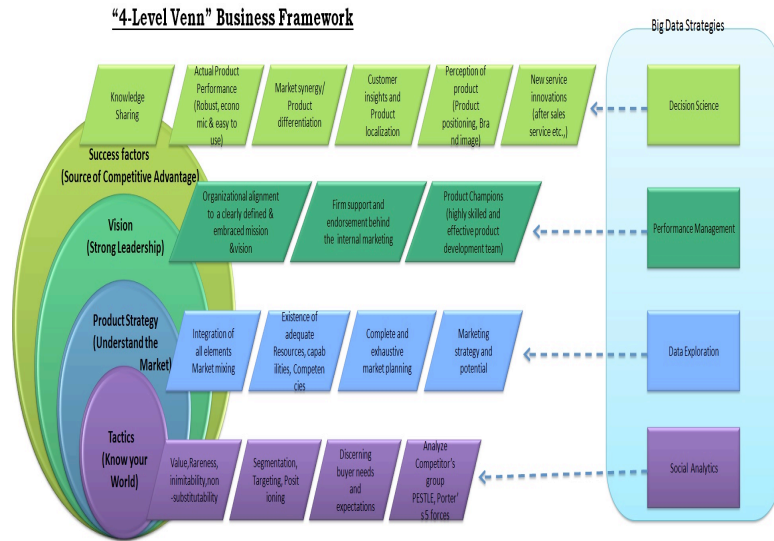 “4-Level Venn” Business Framework
Big Data Strategies
Knowledge
Sharing
Actual Product
Performance
(Robust, econo
mic & easy to
use)
Market synergy/
Product
differentiation
Customer
insights and
Product
localization
Perception of
product
(Product
positioning, Bra
nd image)
New service
innovations
(after sales
service etc.,)
Decision Science
Success factors
(Source of Competitive Advantage)
Organizational alignment
to a clearly defined &
embraced mission
&vision
Firm support and
endorsement behind
the internal marketing
Product Champions
(highly skilled and
effective product
development team)
Performance Management
Vision
(Strong Leadership)
Product Strategy
(Understand the
Market)
Integration of
all elements
Market mixing
Existence of
adequate
Resources, capab
ilities, Competen
cies
Complete and
exhaustive
market planning
Marketing
strategy and
potential
Data Exploration
Tactics
(Know your
World)
Value,Rareness,
inimitability,non
-substitutability
Segmentation,
Targeting, Posit
ioning
Discerning
buyer needs
and
expectations
Analyze
Competitor’s
group
PESTLE, Porter’
s 5 forces
Social Analytics